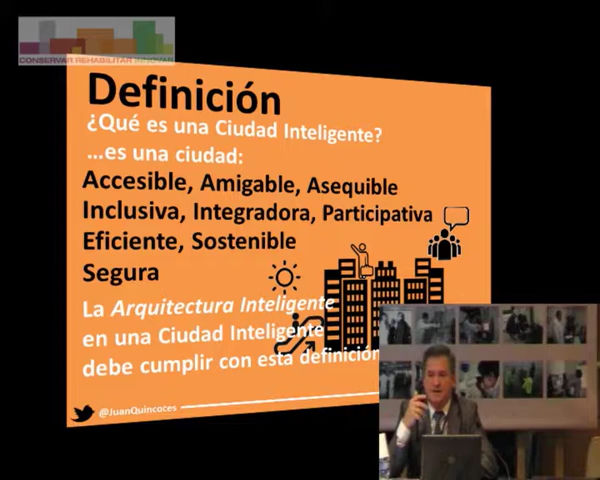 CONSERVAR REHABILITAR INNOVAR
Definición
¿Qué es una Ciudad Inteligente?
...es una ciudad:
Accesible, Amigable, Asequible
Inclusiva, Integradora, Participativa
Eficiente, Sostenible
Segura
La Arquitectura Inteligente
en una Ciudad Inteligente
debe cumplir con esta definición
@JuanQuincoces